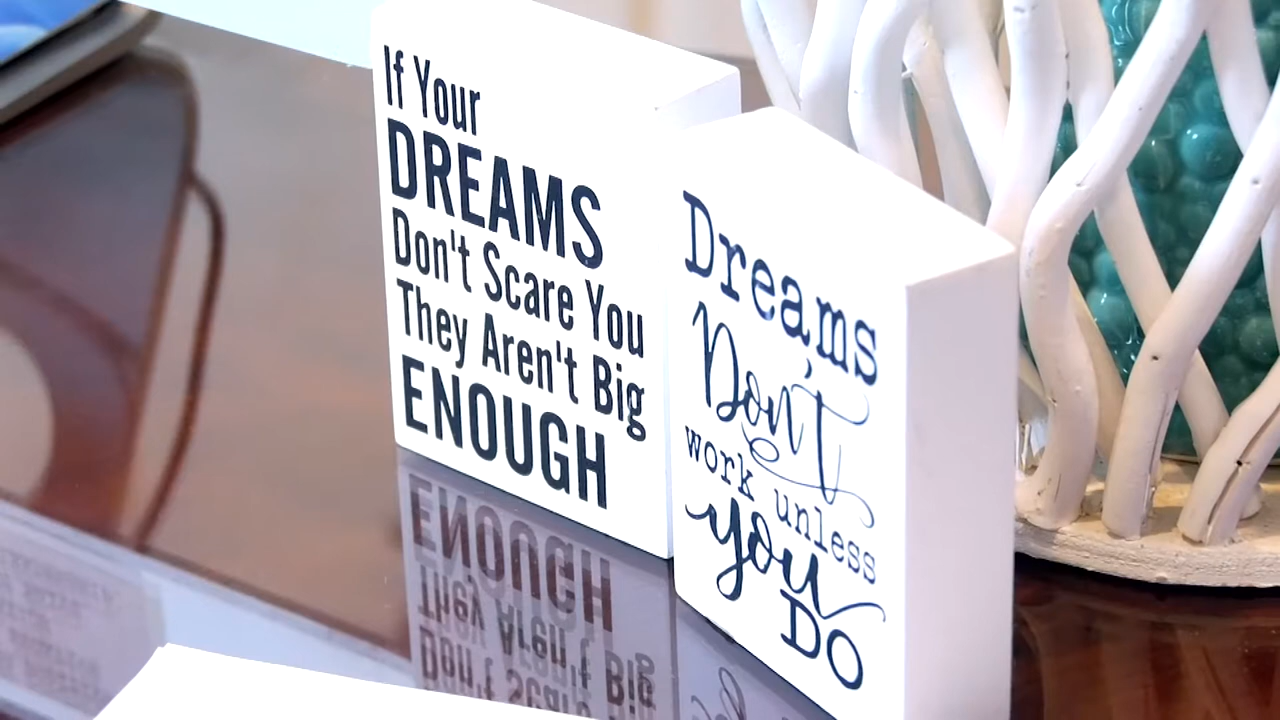 If Your
DREAMS
Don't Scare You
They Aren't Big
ENOUGH
Dreams
Don't
work unless
you
DO